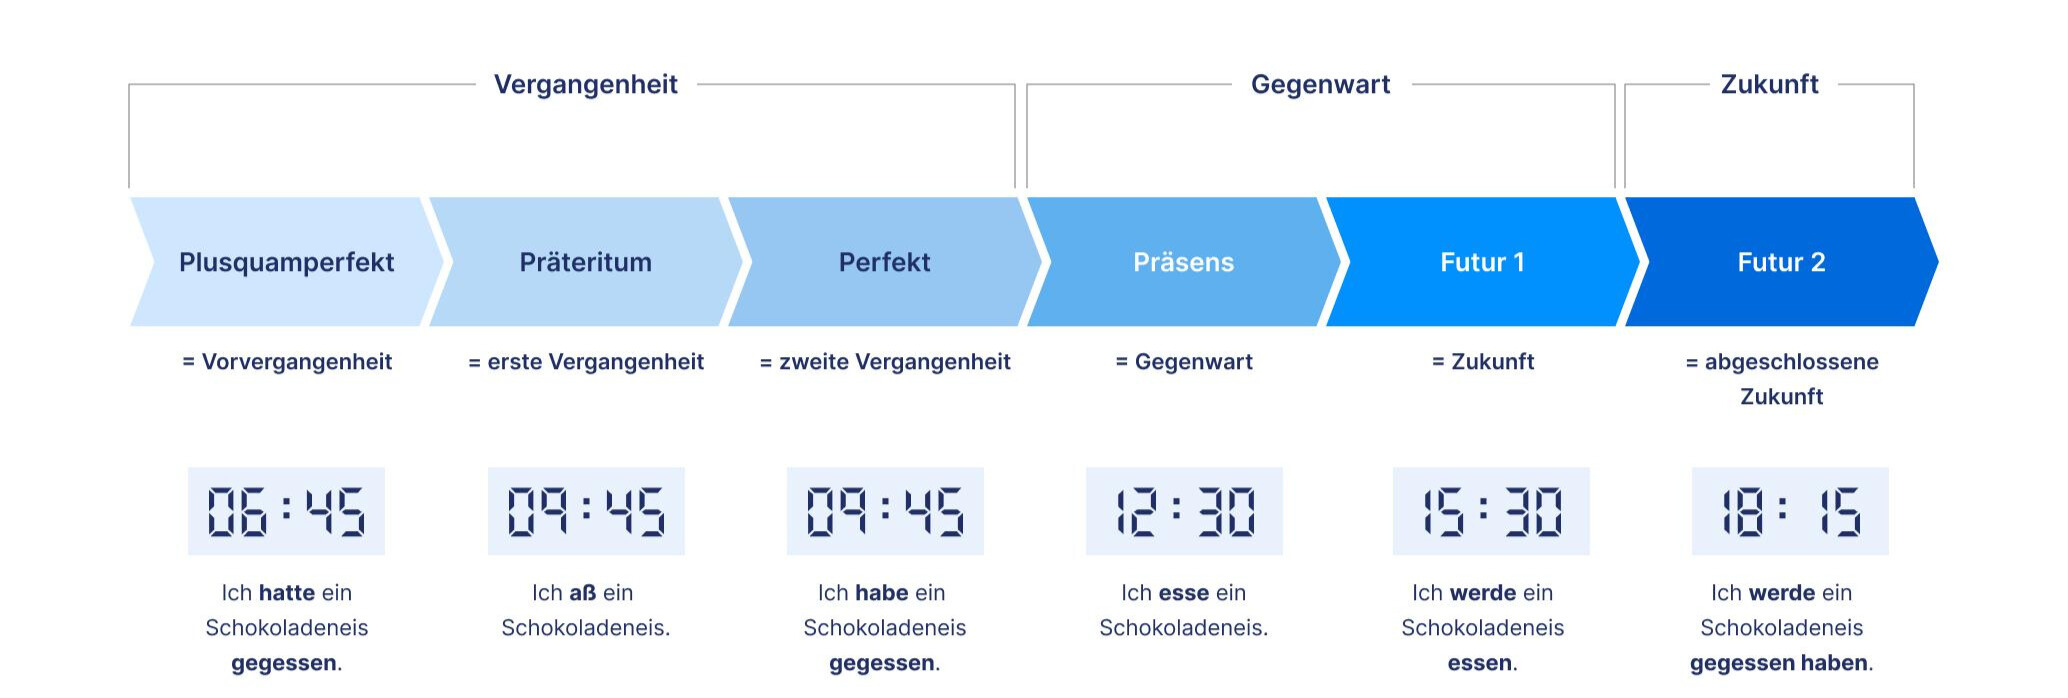 Vergangenheit
Gegenwart
Zukunft
Plusquamperfekt
Präteritum
Perfekt
Präsens
Futur 1
Futur 2
= Vorvergangenheit
= erste Vergangenheit
= zweite Vergangenheit
= Gegenwart
= Zukunft
= abgeschlossene
Zukunft
06:45
09:45
09:45
12:30
15:30
18:15
Ich hatte ein
Schokoladeneis
gegessen.
Ich aß ein
Schokoladeneis.
Ich habe ein
Schokoladeneis
gegessen.
Ich esse ein
Schokoladeneis.
Ich werde ein
Schokoladeneis
essen.
Ich werde ein
Schokoladeneis
gegessen haben.